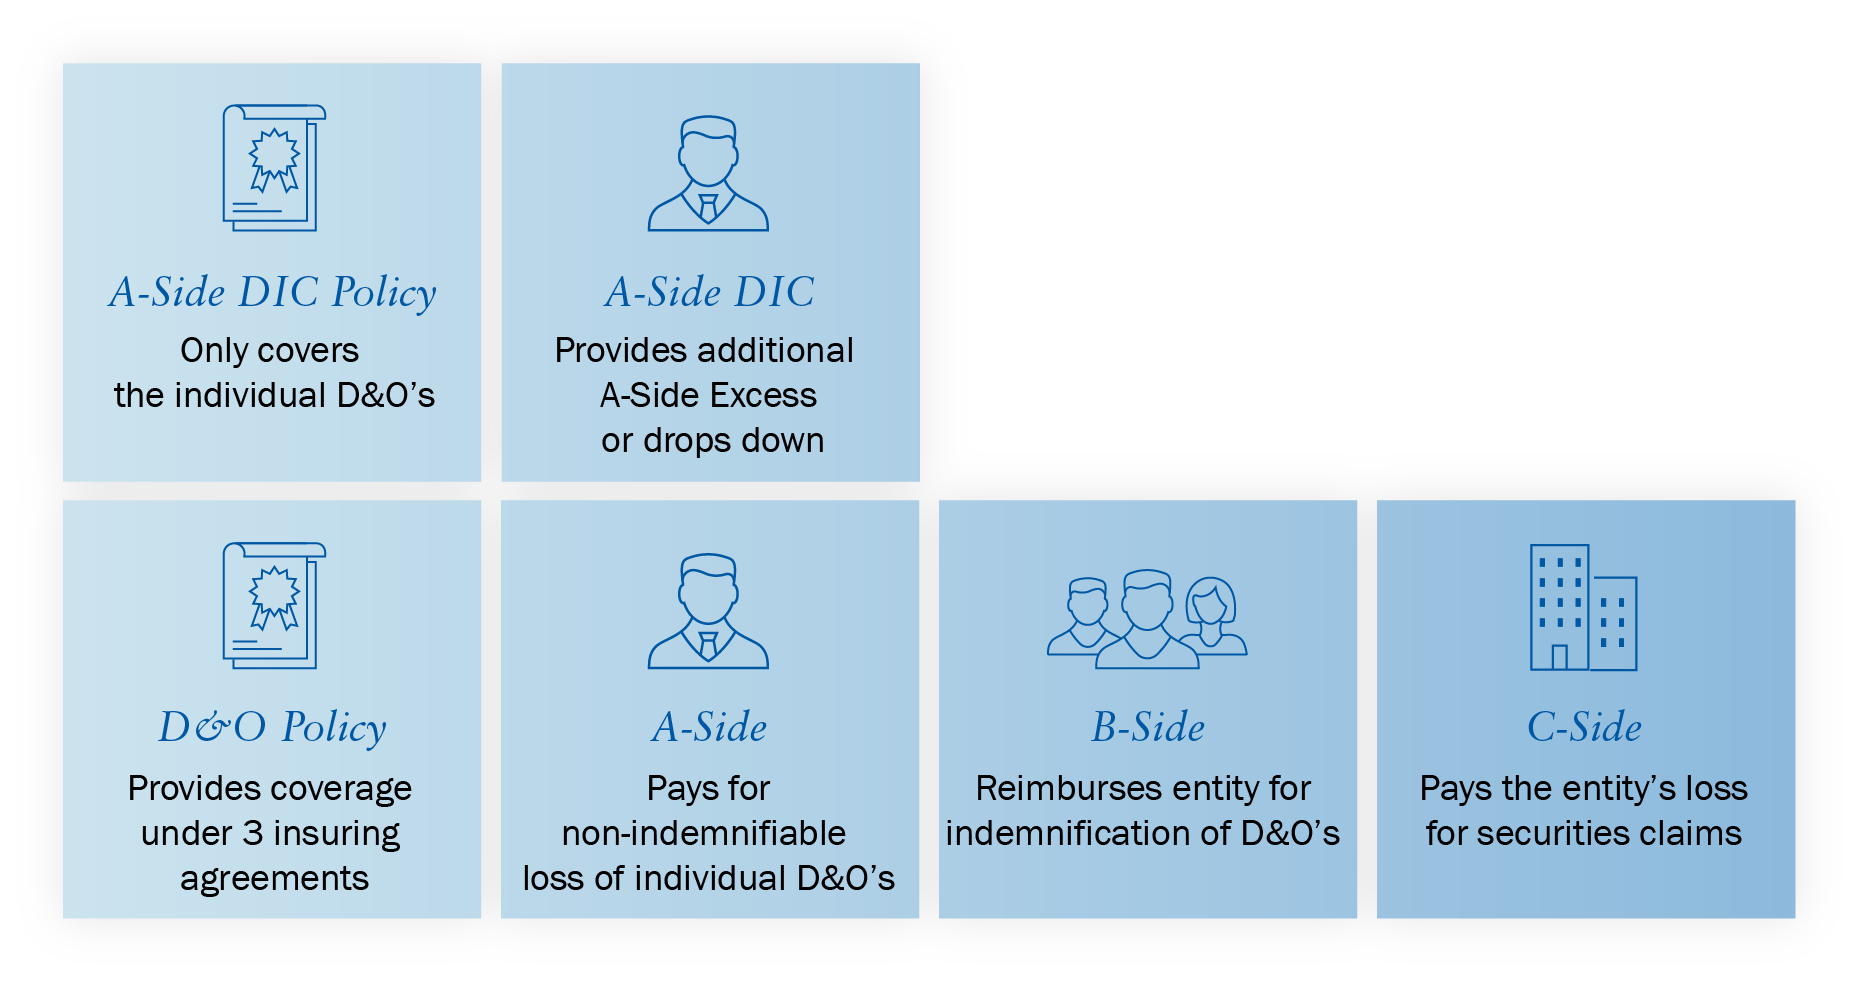 A-Side DIC Policy
Only covers
the individual D&O’s
A-Side DIC
Provides additional
A-Side Excess
or drops down
D&O Policy
Provides coverage
under 3 insuring
agreements
A-Side
Pays for
non-indemnifiable
loss of individual D&O’s
B-Side
Reimburses entity for
indemnification of D&O’s
C-Side
Pays the entity’s loss
for securities claims